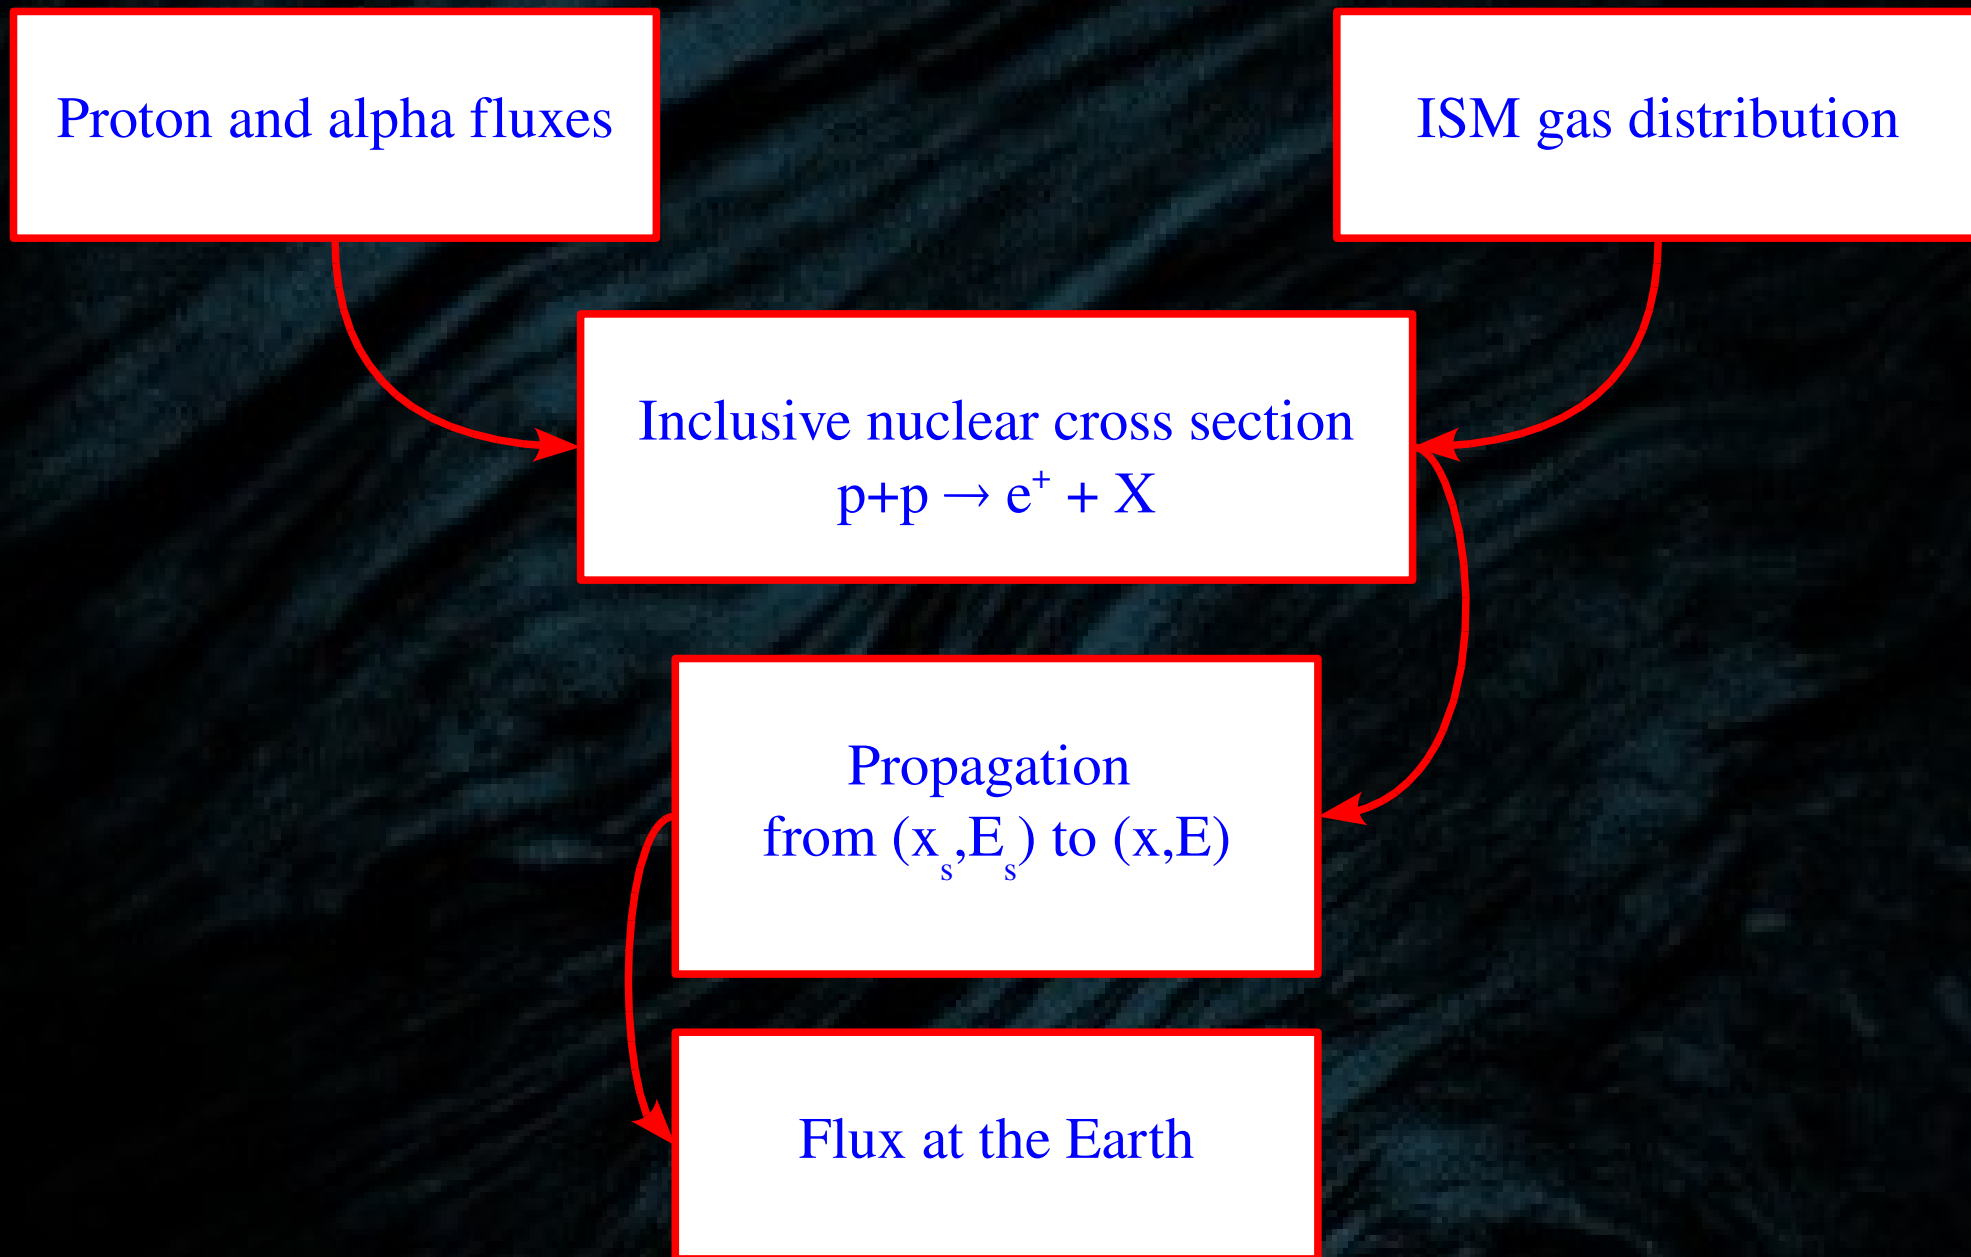 Proton and alpha fluxes
ISM gas distribution
Inclusive nuclear cross section
p+p → e⁺ + X
Propagation
from (xₛ,Eₛ) to (x,E)
Flux at the Earth